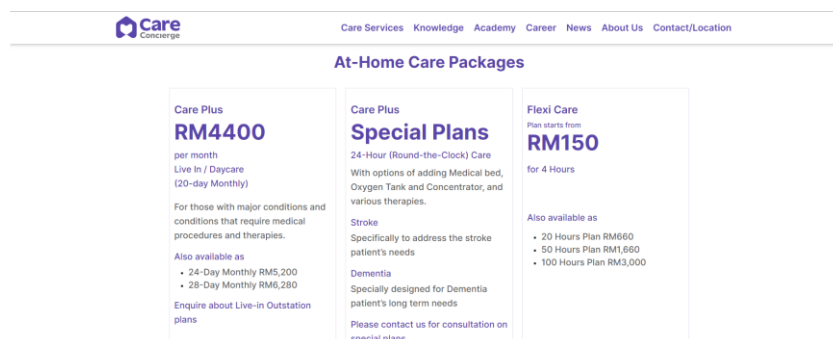 Care
Concierge
Care Services Knowledge Academy Career News About Us Contact/Location
At-Home Care Packages
Care Plus
RM4400
per month
Live In / Daycare
(20-day Monthly)
For those with major conditions and
conditions that require medical
procedures and therapies.
Also available as
• 24-Day Monthly RM5,200
• 28-Day Monthly RM6,280
Enquire about Live-in Outstation
plans
Care Plus
Special Plans
24-Hour (Round-the-Clock) Care
With options of adding Medical bed,
Oxygen Tank and Concentrator, and
various therapies.
Stroke
Specifically to address the stroke
patient's needs
Dementia
Specially designed for Dementia
patient's long term needs
Please contact us for consultation on
special plans
Flexi Care
Plan starts from
RM150
for 4 Hours
Also available as
• 20 Hours Plan RM660
• 50 Hours Plan RM1,660
• 100 Hours Plan RM3,000